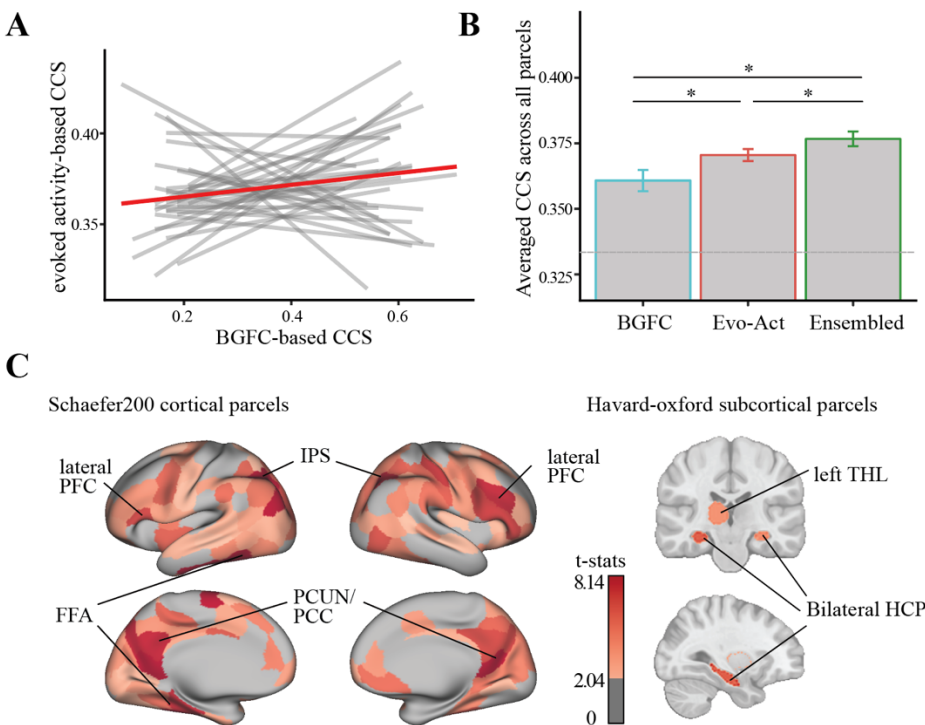 A
evoked activity-based CCS
0.40
0.35
0.2 0.4 0.6
BGFC-based CCS
B
Averaged CCS across all parcels
0.400
0.375
0.350
0.325
* 
* *
BGFC Evo-Act Ensembled
C
Schaefer200 cortical parcels
Havard-oxford subcortical parcels
lateral
PFC
IPS
lateral
PFC
left THL
FFA
PCUN/
PCC
t-stats
8.14
2.04
0
Bilateral HCP